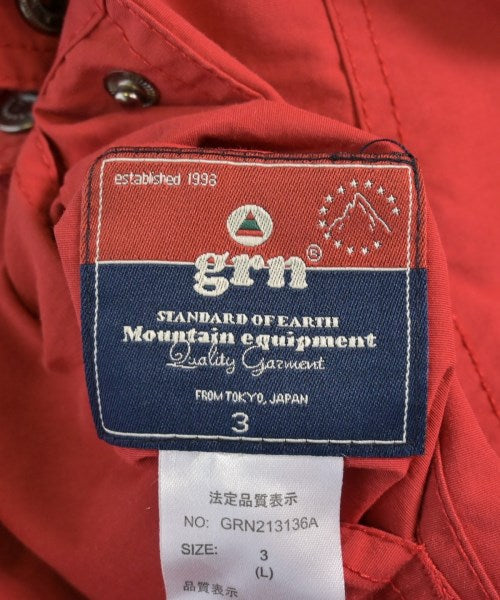 established 1998
grn®
STANDARD OF EARTH
Mountain equipment
Quality Garment
FROM TOKYO, JAPAN
3
法定品質表示
NO: GRN213136A
SIZE: 3
(L)
品質表示